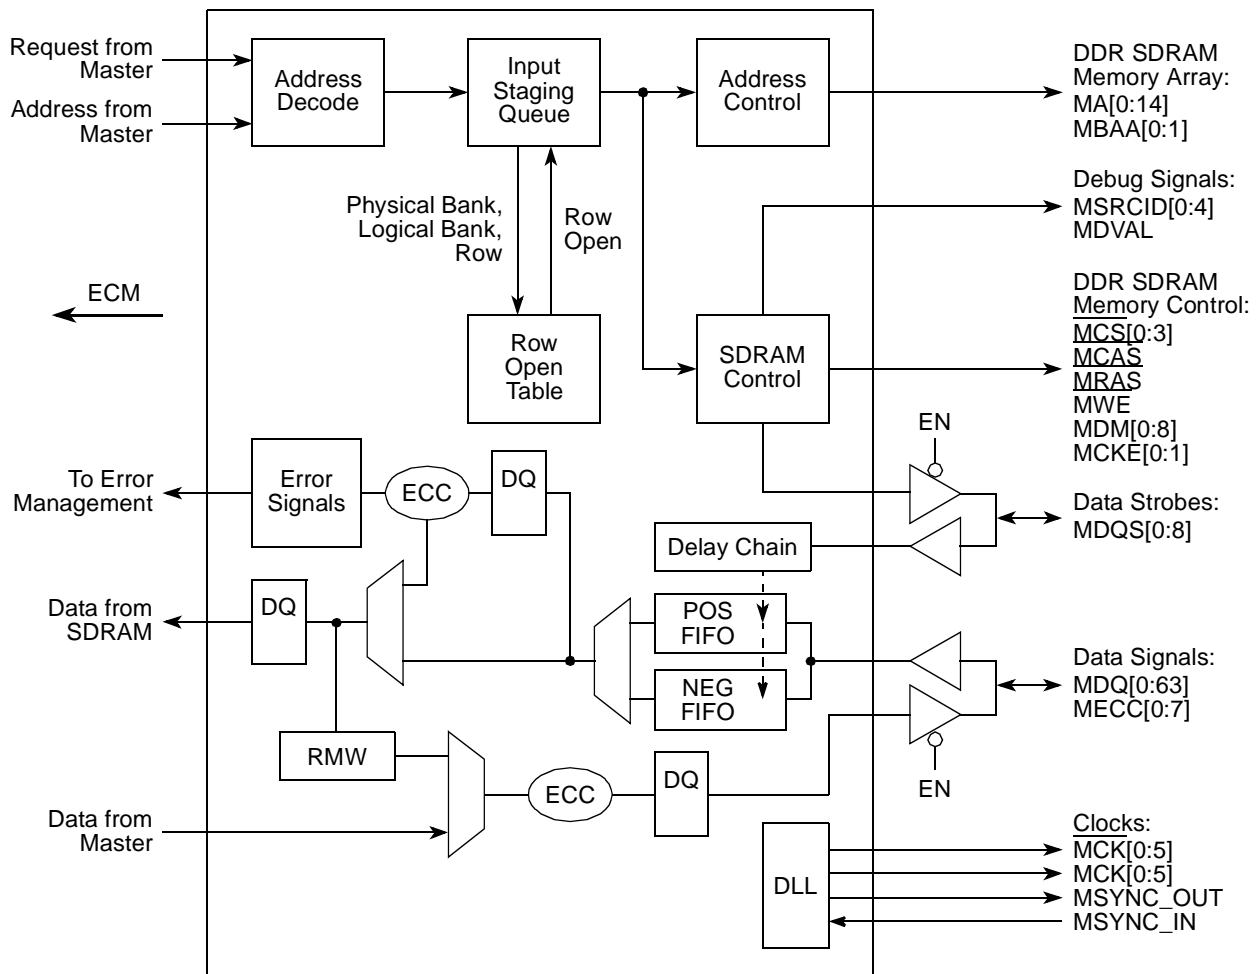 Request from
Master
Address from
Master
Address
Decode
Input
Staging
Queue
Address
Control
DDR SDRAM
Memory Array:
MA[0:14]
MBAA[0:1]
Debug Signals:
MSRCID[0:4]
MDVAL
Physical Bank,
Logical Bank,
Row
Row
Open
ECM
Row
Open
Table
SDRAM
Control
DDR SDRAM
Memory Control:
MCS[0:3]
MCAS
MRAS
MWE
MDM[0:8]
MCKE[0:1]
EN
To Error
Management
Error
Signals
ECC
DQ
Data Strobes:
MDQS[0:8]
Delay Chain
Data from
SDRAM
DQ
POS
FIFO
NEG
FIFO
Data Signals:
MDQ[0:63]
MECC[0:7]
RMW
ECC
DQ
EN
Data from
Master
DLL
Clocks:
MCK[0:5]
MCK[0:5]
MSYNC_OUT
MSYNC_IN